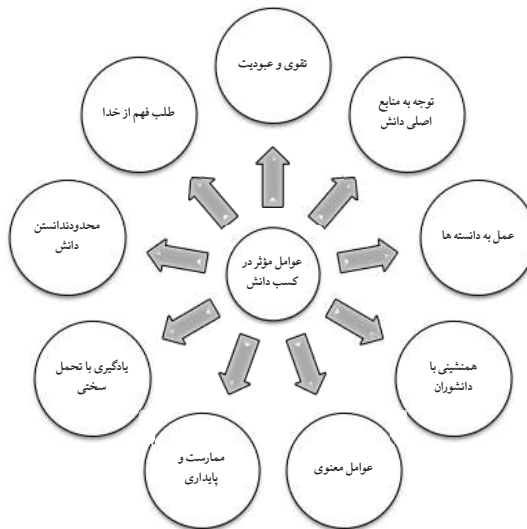 تقوی و عبودیت
توجه به منابع
اصلی دانش
عمل به دانسته ها
همنشینی با
دانشوران
عوامل معنوی
ممارست و
پایداری
یادگیری با تحمل
سختی
محدودندانستن
دانش
طلب فهم از خدا
عوامل مؤثر در
کسب دانش